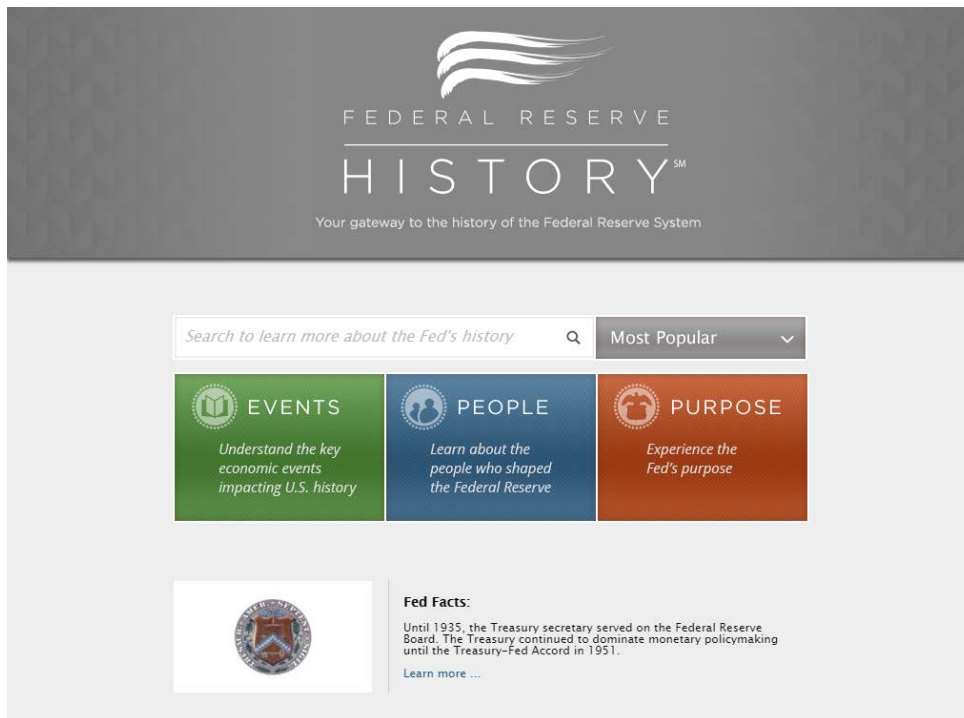 FEDERAL RESERVE
HISTORY SM
Your gateway to the history of the Federal Reserve System
Search to learn more about the Fed's history
Most Popular
EVENTS
Understand the key
economic events
impacting U.S. history
PEOPLE
Learn about the
people who shaped
the Federal Reserve
PURPOSE
Experience the
Fed's purpose
Fed Facts:
Until 1935, the Treasury secretary served on the Federal Reserve
Board. The Treasury continued to dominate monetary policymaking
until the Treasury–Fed Accord in 1951.
Learn more ...